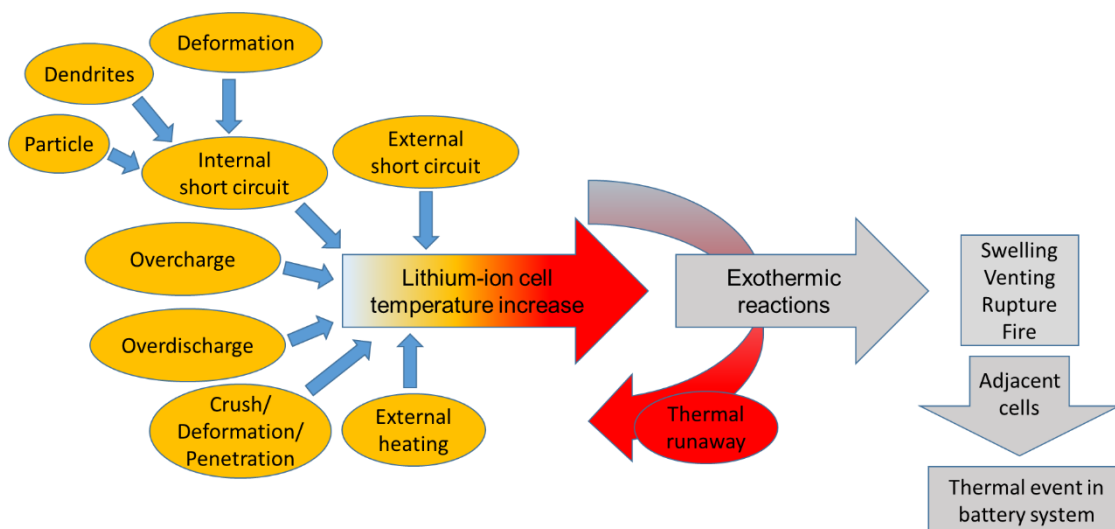 Deformation
Dendrites
Particle
Internal
short circuit
External
short circuit
Overcharge
Lithium-ion cell
temperature increase
Exothermic
reactions
Swelling
Venting
Rupture
Fire
Overdischarge
Crush/
Deformation/
Penetration
External
heating
Thermal
runaway
Adjacent
cells
Thermal event in
battery system